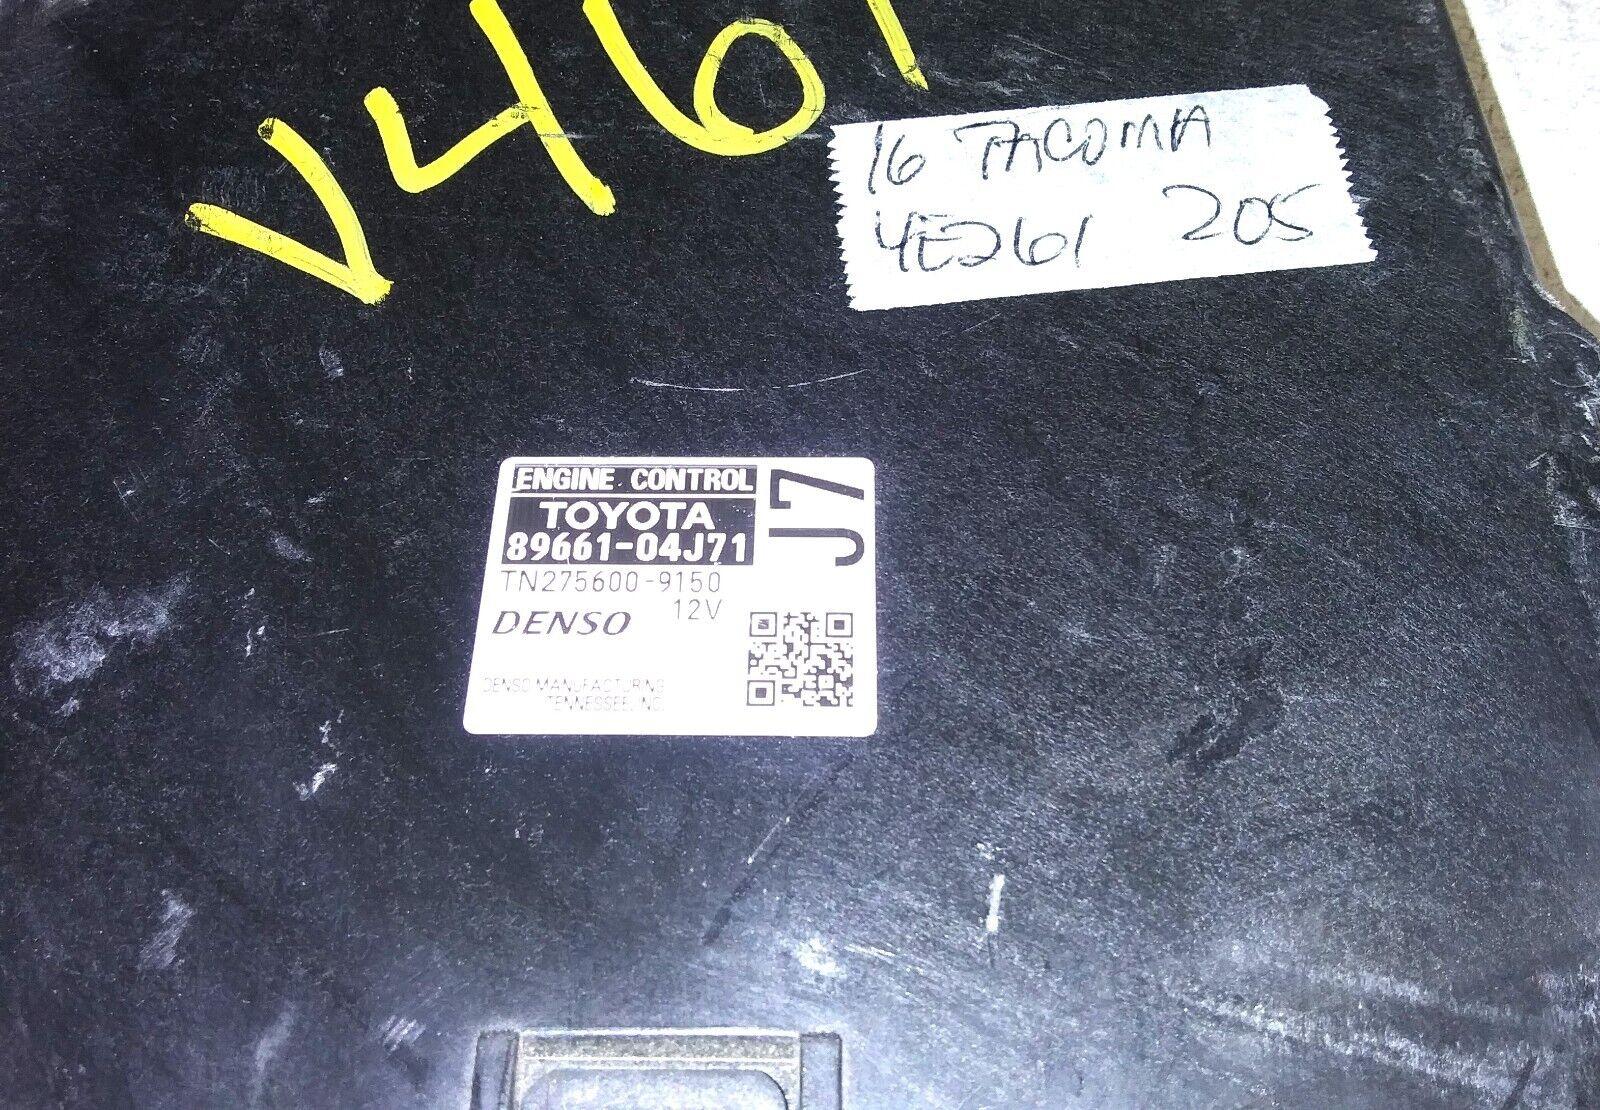 V461
16 TACOMA
4E261 205
ENGINE CONTROL
TOYOTA
89661-04J71
J7
TN275600-9150
12V
DENSO
DENSO MANUFACTURING
TENNESSEE, INC.